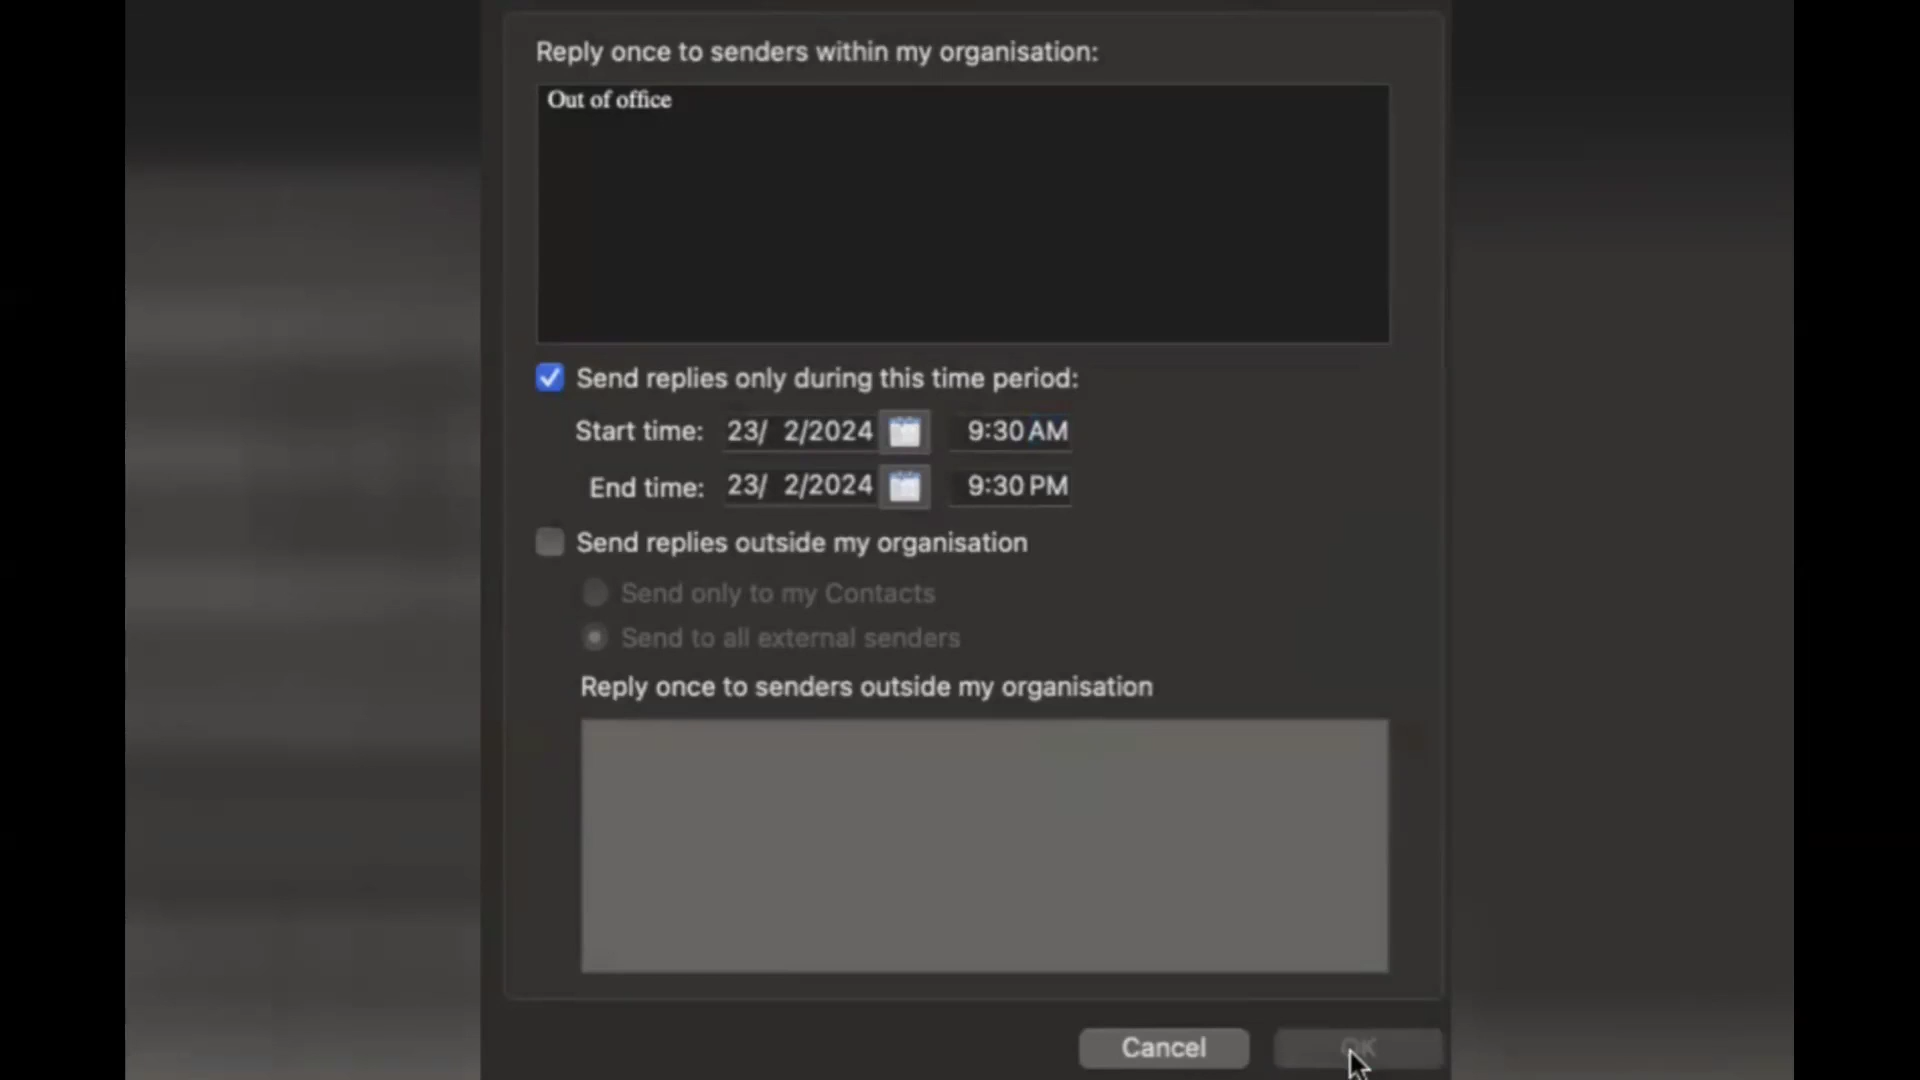 Reply once to senders within my organisation:
Out of office
Send replies only during this time period:
Start time: 23/ 2/2024 9:30 AM
End time: 23/ 2/2024 9:30 PM
Send replies outside my organisation
Send only to my Contacts
Send to all external senders
Reply once to senders outside my organisation
Cancel OK